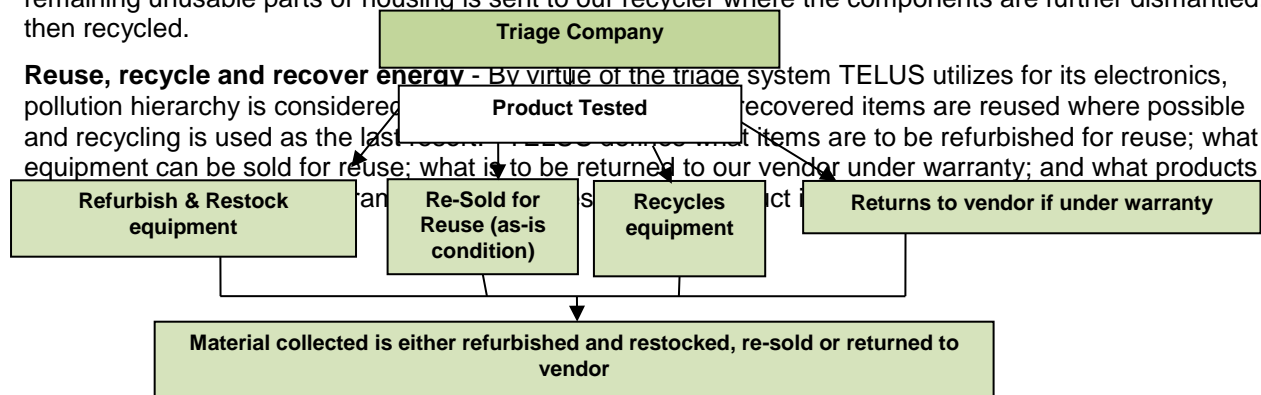 remaining unusable parts or housing is sent to our recycler where the components are further dismantled
then recycled.
Triage Company
Reuse, recycle and recover energy - By virtue of the triage system TELUS utilizes for its electronics,
pollution hierarchy is considered
Product Tested
recovered items are reused where possible
and recycling is used as the last
what items are to be refurbished for reuse; what
equipment can be sold for reuse; what is to be returned to our vendor under warranty; and what products
Refurbish & Restock
equipment
Re-Sold for
Reuse (as-is
condition)
Recycles
equipment
Returns to vendor if under warranty
Material collected is either refurbished and restocked, re-sold or returned to
vendor